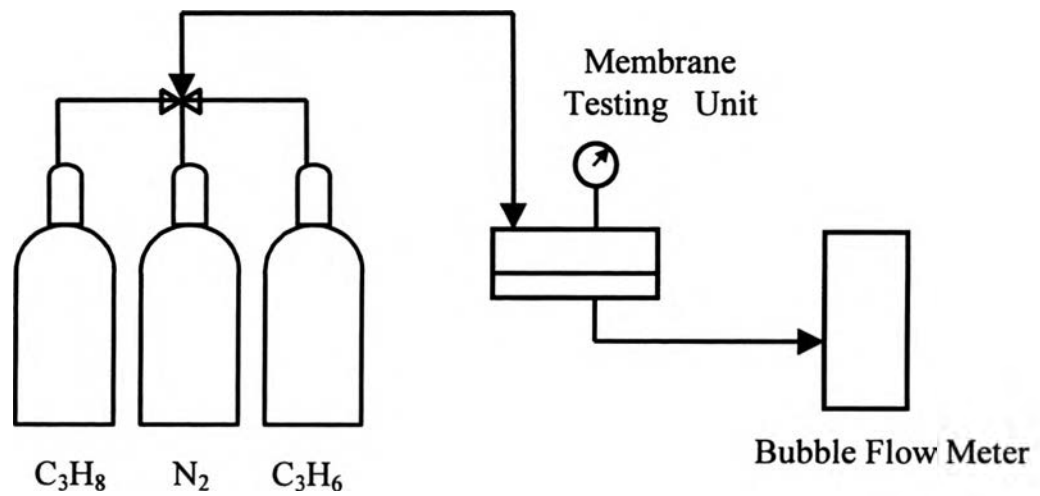 Membrane
Testing Unit
C₃H₈
N₂
C₃H₆
Bubble Flow Meter